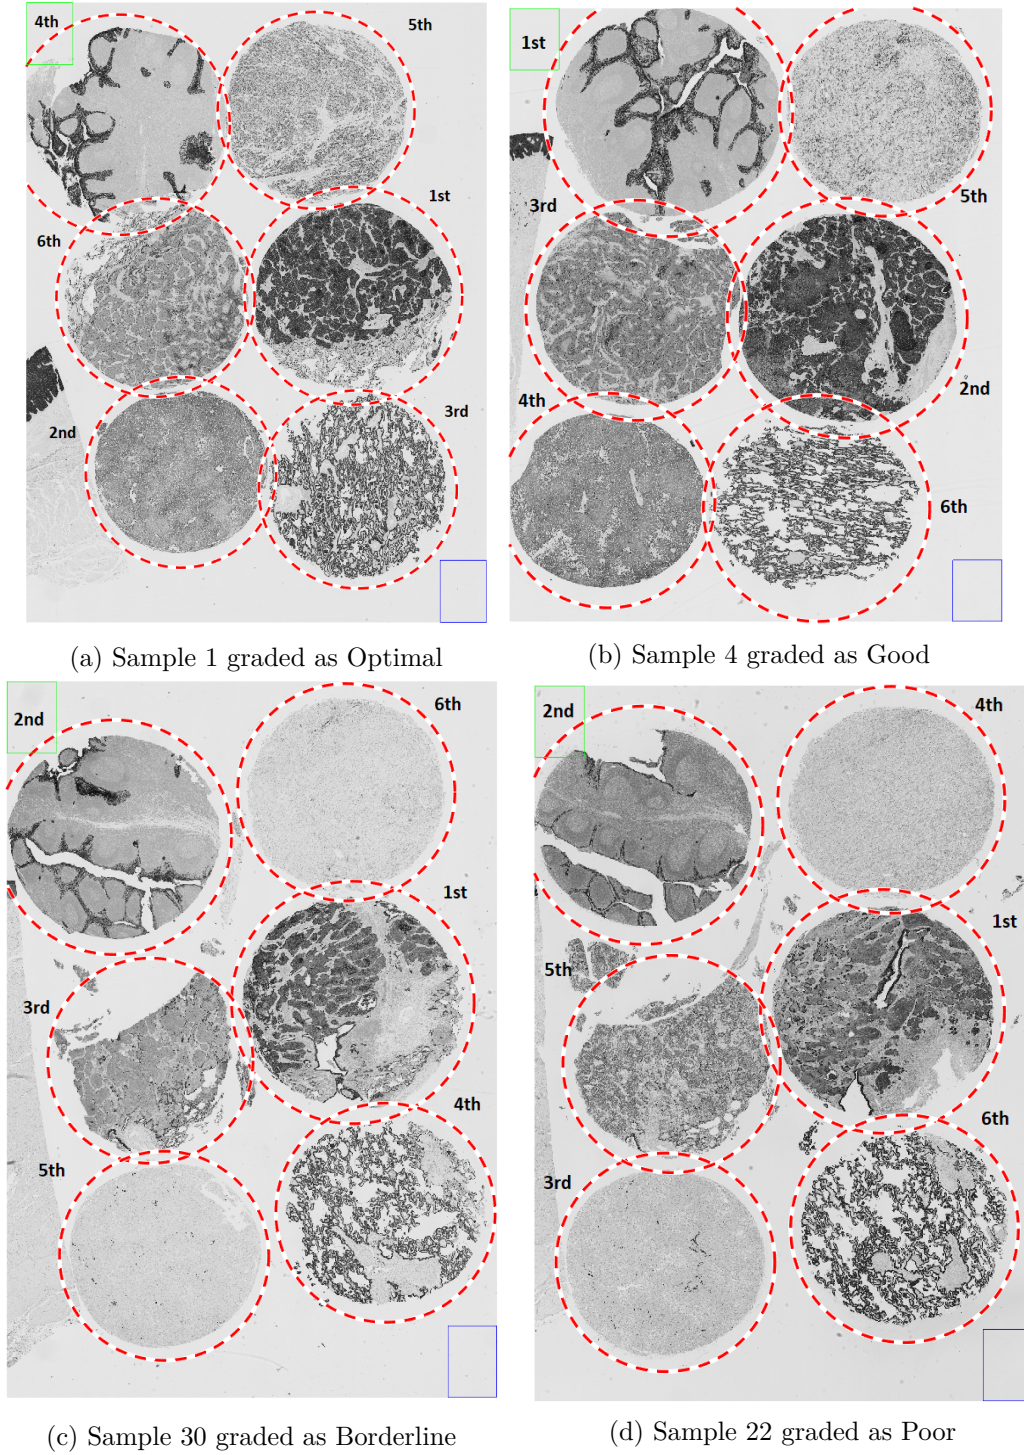 4th
5th
1st
6th
2nd
3rd
1st
5th
3rd
4th
2nd
6th
(a) Sample 1 graded as Optimal
(b) Sample 4 graded as Good
2nd
6th
1st
3rd
4th
5th
2nd
4th
1st
5th
6th
3rd
(c) Sample 30 graded as Borderline
(d) Sample 22 graded as Poor